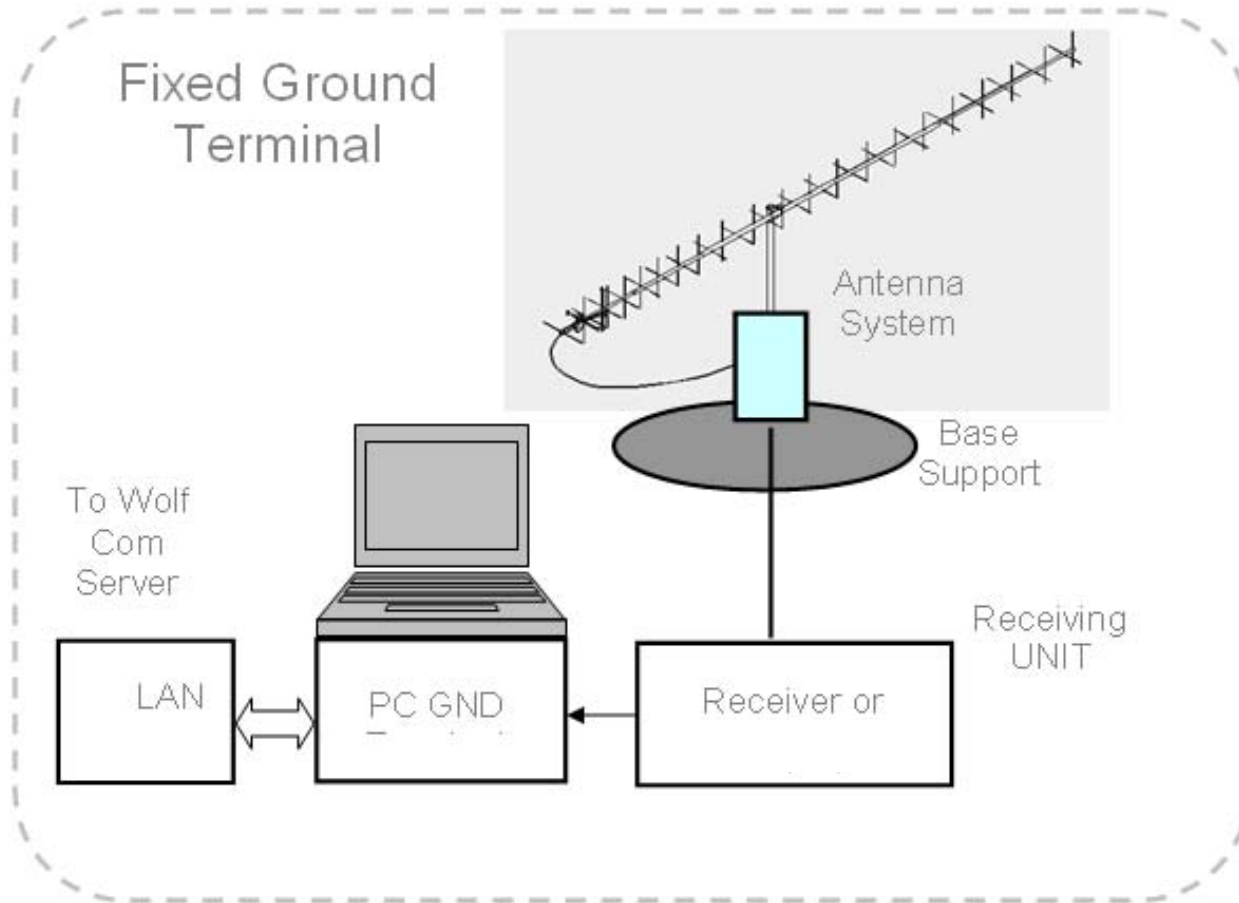 Fixed Ground
Terminal
Antenna
System
Base
Support
To Wolf
Com
Server
Receiving
UNIT
LAN
PC GND
Receiver or